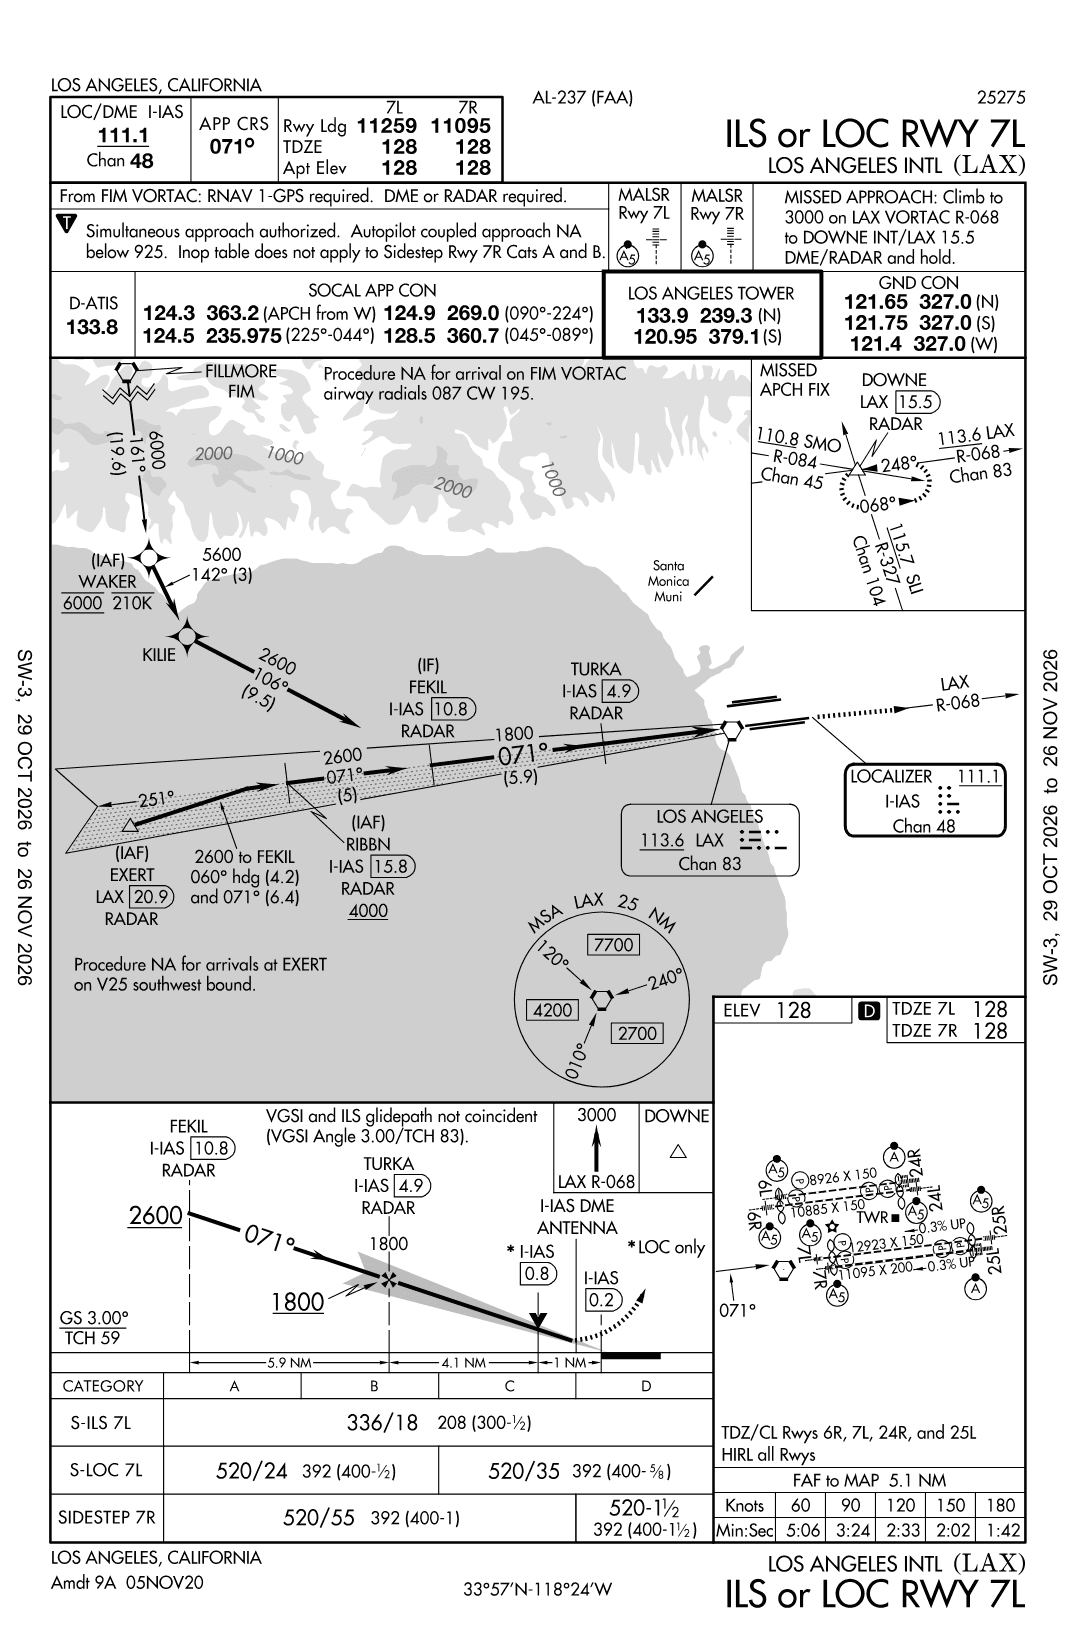 LOS ANGELES, CALIFORNIA
AL-237 (FAA)
25275
ILS or LOC RWY 7L
LOS ANGELES INTL (LAX)
LOC/DME I-IAS
111.1
Chan 48
APP CRS
071°
7L 7R
Rwy Ldg 11259 11095
TDZE 128 128
Apt Elev 128 128
From FIM VORTAC: RNAV 1-GPS required. DME or RADAR required.
T
Simultaneous approach authorized. Autopilot coupled approach NA
below 925. Inop table does not apply to Sidestep Rwy 7R Cats A and B.
MALSR
Rwy 7L
A5
MALSR
Rwy 7R
A5
MISSED APPROACH: Climb to
3000 on LAX VORTAC R-068
to DOWNE INT/LAX 15.5
DME/RADAR and hold.
D-ATIS
133.8
SOCAL APP CON
124.3 363.2 (APCH from W) 124.9 269.0 (090°-224°)
124.5 235.975 (225°-044°) 128.5 360.7 (045°-089°)
LOS ANGELES TOWER
133.9 239.3 (N)
120.95 379.1 (S)
GND CON
121.65 327.0 (N)
121.75 327.0 (S)
121.4 327.0 (W)
FILLMORE
FIM
Procedure NA for arrival on FIM VORTAC
airway radials 087 CW 195.
6000
161°
(19.6)
2000
1000
2000
1000
MISSED
APCH FIX
DOWNE
LAX 15.5
RADAR
110.8 SMO
R-084
Chan 45
113.6 LAX
R-068
Chan 83
248°
068°
115.7 SLI
R-327
Chan 104
(IAF)
WAKER
6000 210K
5600
142° (3)
KILIE
2600
106°
(9.5)
Santa
Monica
Muni
(IF)
FEKIL
I-IAS 10.8
RADAR
TURKA
I-IAS 4.9
RADAR
LAX
R-068
1800
071°
(5.9)
2600
071°
(5)
251°
(IAF)
EXERT
LAX 20.9
RADAR
2600 to FEKIL
060° hdg (4.2)
and 071° (6.4)
(IAF)
RIBBN
I-IAS 15.8
RADAR
4000
LOCALIZER 111.1
I-IAS
Chan 48
LOS ANGELES
113.6 LAX
Chan 83
Procedure NA for arrivals at EXERT
on V25 southwest bound.
MSA LAX 25 NM
120°
7700
240°
4200
2700
010°
SW-3, 29 OCT 2026 to 26 NOV 2026
SW-3, 29 OCT 2026 to 26 NOV 2026
ELEV 128
D
TDZE 7L 128
TDZE 7R 128
FEKIL
I-IAS 10.8
RADAR
VGSI and ILS glidepath not coincident
(VGSI Angle 3.00/TCH 83).
3000
LAX R-068
DOWNE
TURKA
I-IAS 4.9
RADAR
I-IAS DME
ANTENNA
2600
071°
1800
1800
* I-IAS
0.8
*LOC only
I-IAS
0.2
GS 3.00°
TCH 59
5.9 NM
4.1 NM
1 NM
A5
A
8926 X 150
24R
6L
P
10885 X 150
24L
6R
A5
A5
A5
A5
TWR
0.3% UP
25R
7L
12923 X 150
11095 X 200
0.3% UP
25L
7R
A5
A
071°
TDZ/CL Rwys 6R, 7L, 24R, and 25L
HIRL all Rwys
CATEGORY A B C D
S-ILS 7L 336/18 208 (300-½)
S-LOC 7L 520/24 392 (400-½) 520/35 392 (400-⅝)
SIDESTEP 7R 520/55 392 (400-1) 520-1½
392 (400-1½)
FAF to MAP 5.1 NM
Knots 60 90 120 150 180
Min:Sec 5:06 3:24 2:33 2:02 1:42
LOS ANGELES, CALIFORNIA
Amdt 9A 05NOV20
33°57'N-118°24'W
LOS ANGELES INTL (LAX)
ILS or LOC RWY 7L